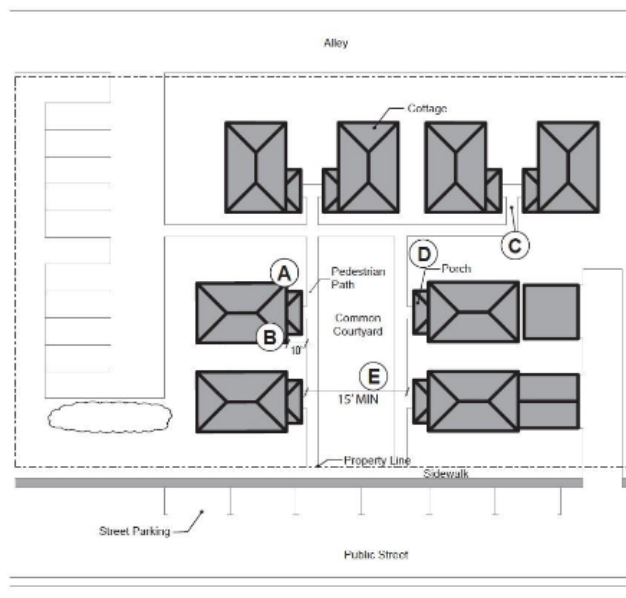 Alley
Cottage
C
A
D
Pedestrian
Path
Porch
Common
Courtyard
B
10'
E
15' MIN
Property Line
Sidewalk
Street Parking
Public Street